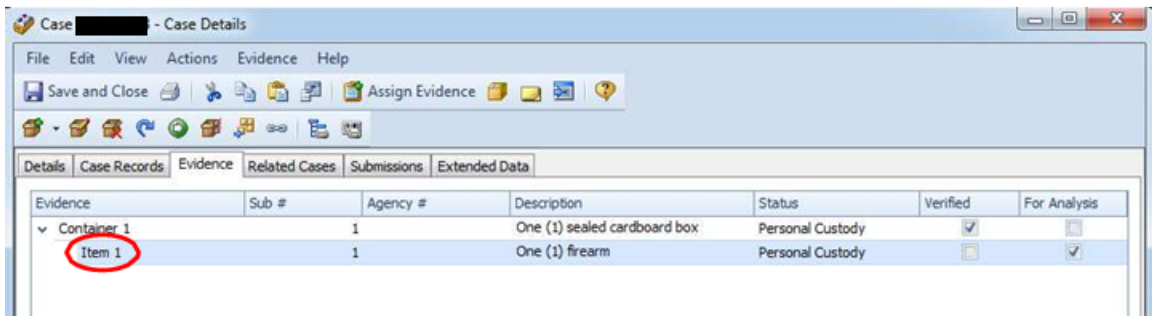 Case - Case Details
File Edit View Actions Evidence Help
Save and Close Assign Evidence
Details Case Records Evidence Related Cases Submissions Extended Data
Evidence Sub # Agency # Description Status Verified For Analysis
Container 1 1 One (1) sealed cardboard box Personal Custody
Item 1 1 One (1) firearm Personal Custody